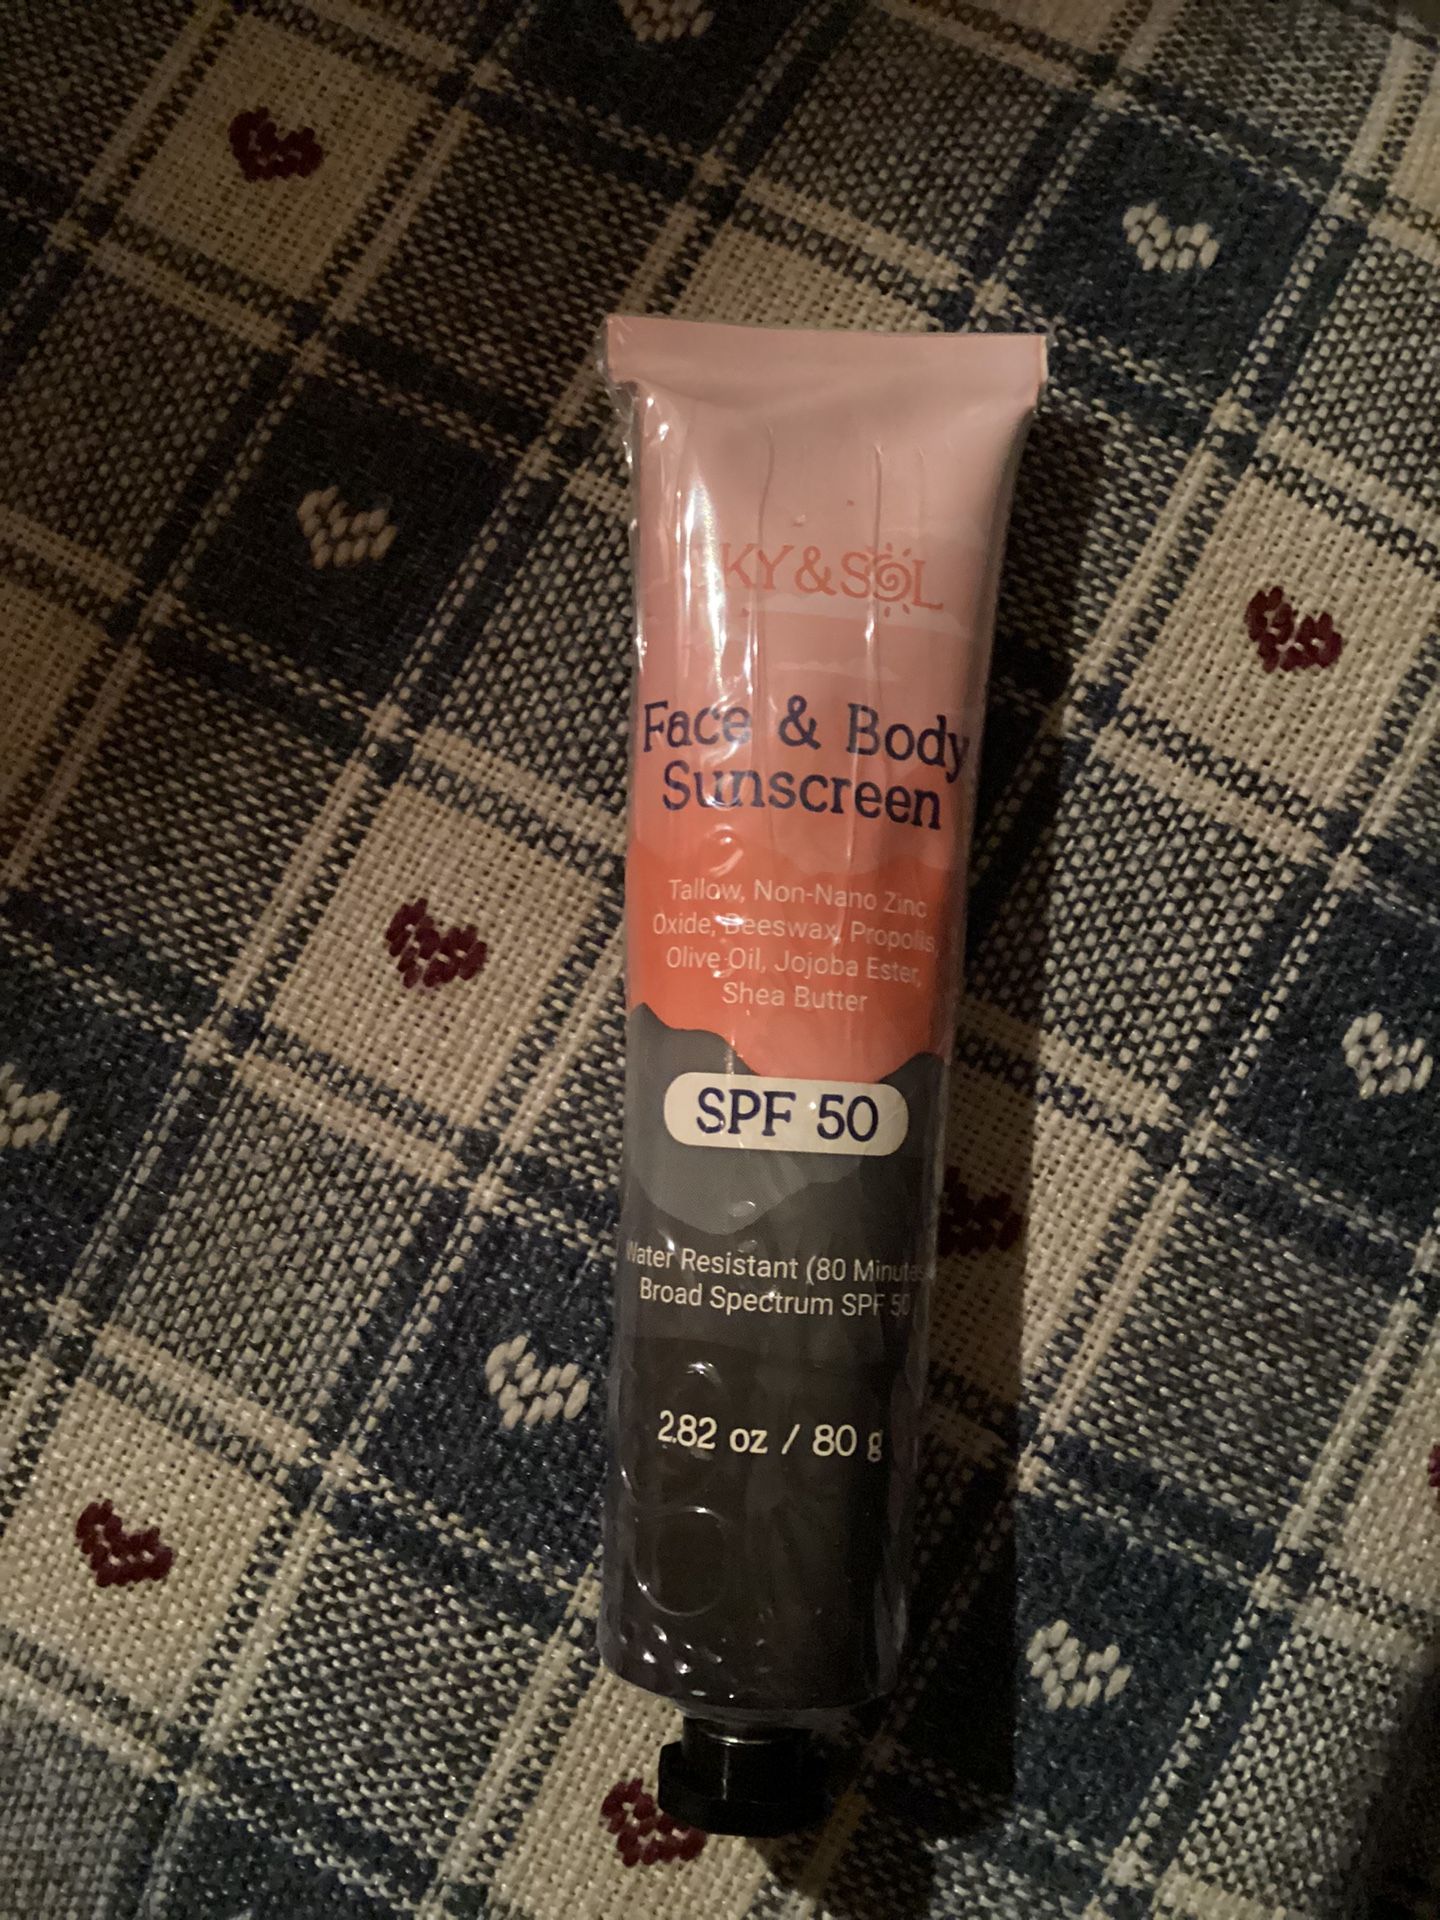 SKY & SOL
Face & Body
Sunscreen
Tallow, Non-Nano Zinc
Oxide, Beeswax, Propolis,
Olive Oil, Jojoba Ester,
Shea Butter
SPF 50
Water Resistant (80 Minutes)
Broad Spectrum SPF 50
2.82 oz / 80 g